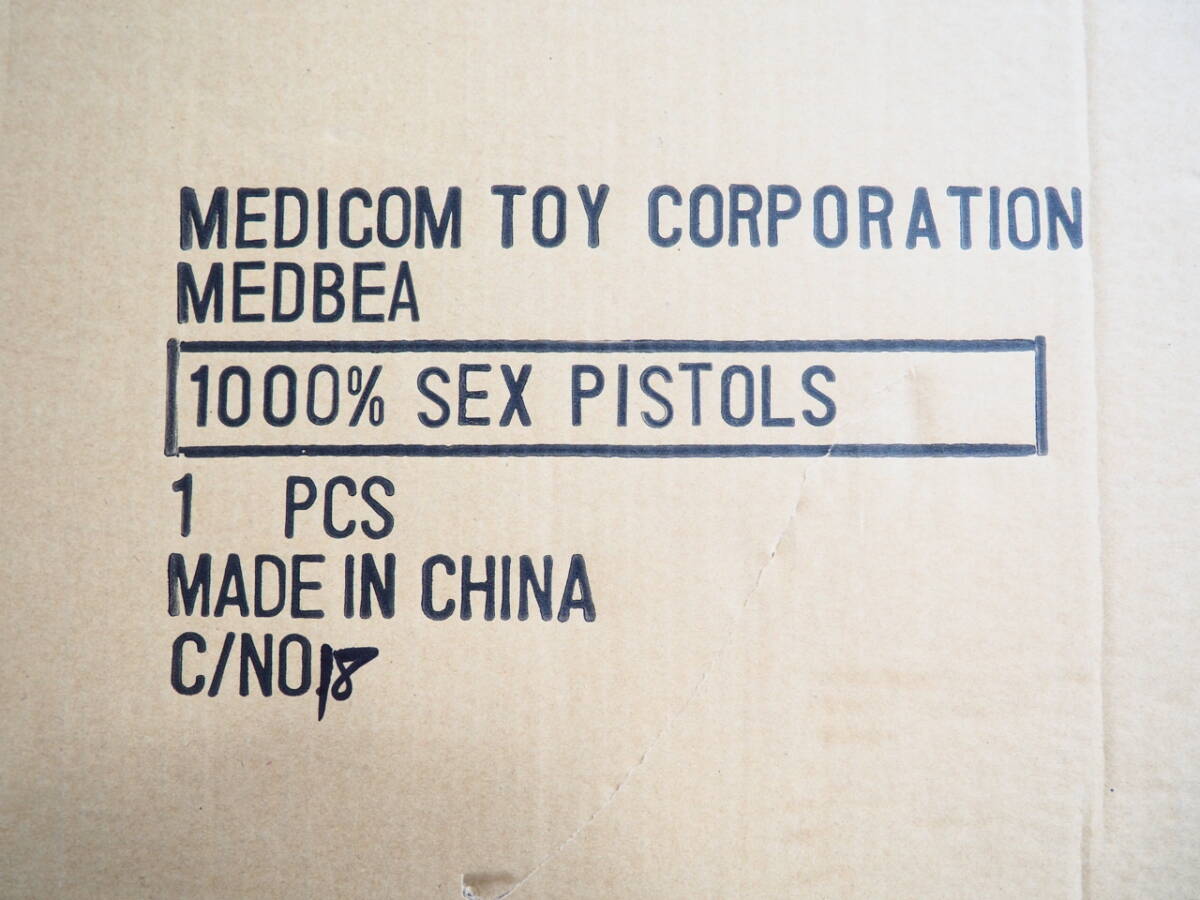 MEDICOM TOY CORPORATION
MEDBEA
1000% SEX PISTOLS
1 PCS
MADE IN CHINA
C/NO.18